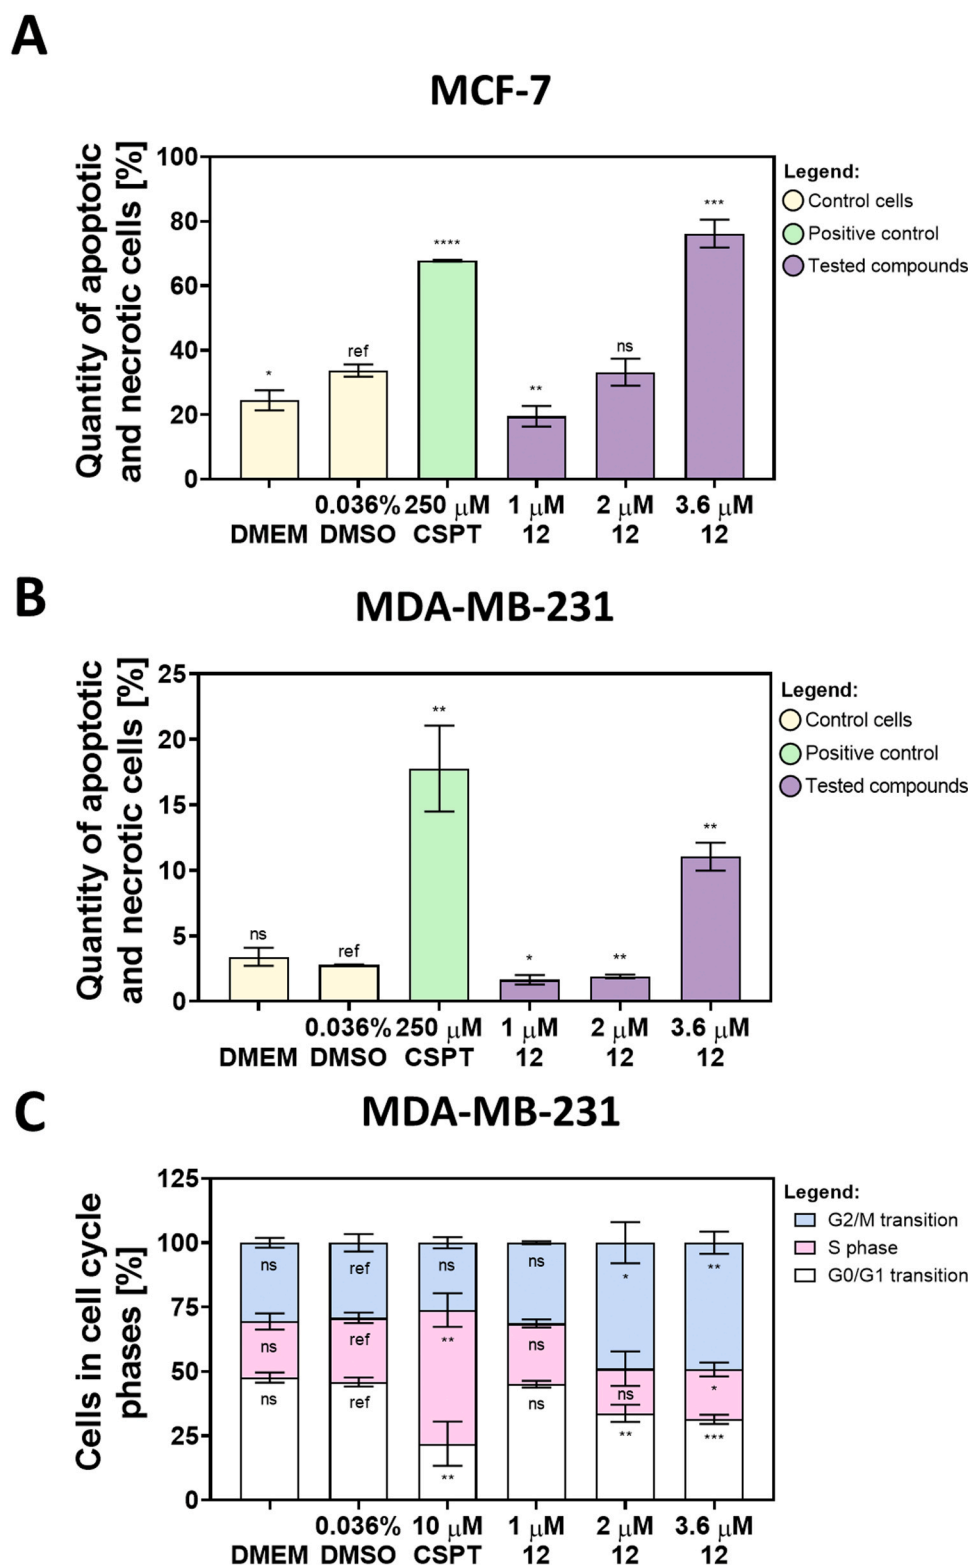 A
MCF-7
Quantity of apoptotic
and necrotic cells [%]
100
80
60
40
20
0
*
ref
****
**
ns
***
DMEM
0.036%
DMSO
250 μM
CSPT
1 μM
12
2 μM
12
3.6 μM
12
Legend:
Control cells
Positive control
Tested compounds
B
MDA-MB-231
Quantity of apoptotic
and necrotic cells [%]
25
20
15
10
5
0
ns
ref
**
*
**
**
DMEM
0.036%
DMSO
250 μM
CSPT
1 μM
12
2 μM
12
3.6 μM
12
Legend:
Control cells
Positive control
Tested compounds
C
MDA-MB-231
Cells in cell cycle
phases [%]
125
100
75
50
25
0
ns
ref
ns
ns
*
**
ns
ref
**
ns
ns
*
ns
ref
**
ns
**
***
DMEM
0.036%
DMSO
10 μM
CSPT
1 μM
12
2 μM
12
3.6 μM
12
Legend:
G2/M transition
S phase
G0/G1 transition